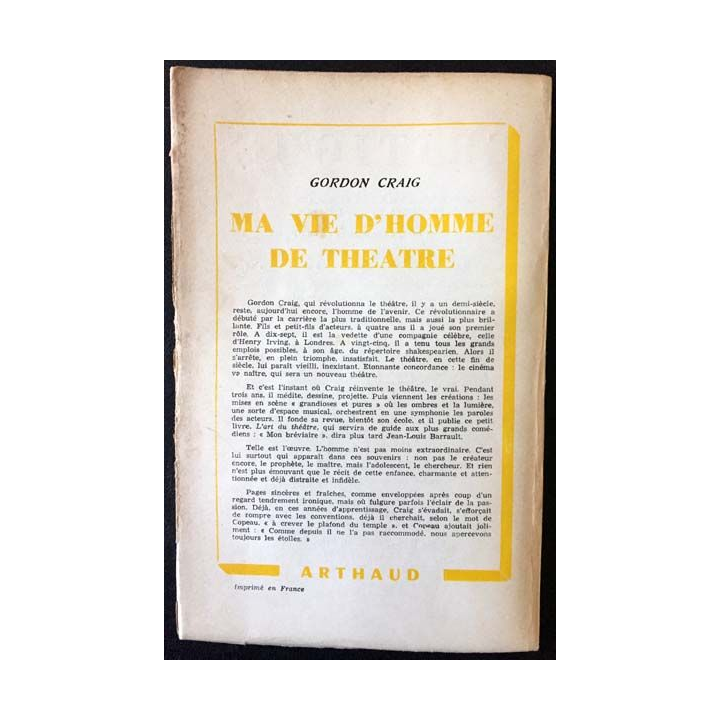 GORDON CRAIG
MA VIE D'HOMME
DE THEATRE
Gordon Craig, qui révolutionna le théâtre, il y a un demi-siècle,
reste, aujourd'hui encore, l'homme de l'avenir. Ce révolutionnaire a
débuté par la carrière la plus traditionnelle, mais aussi la plus bril-
lante. Fils et petit-fils d'acteurs, à quatre ans il a joué son premier
rôle. A dix-sept, il est la vedette d'une compagnie célèbre, celle
d'Henry Irving, à Londres. A vingt-cinq, il a tenu tous les grands
emplois possibles, à son âge, du répertoire shakespearien. Alors il
s'arrête, en plein triomphe, insatisfait. Le théâtre, en cette fin de
siècle, lui paraît vieilli, inexistant. Etonnante concordance : le cinéma
va naître, qui sera un nouveau théâtre.
Et c'est l'instant où Craig réinvente le théâtre, le vrai. Pendant
trois ans, il médite, dessine, projette. Puis viennent les créations : les
mises en scène « grandioses et pures » où les ombres et la lumière,
une sorte d'espace musical, orchestrent en une symphonie les paroles
des acteurs. Il fonde sa revue, bientôt son école, et il publie ce petit
livre, L'art du théâtre, qui servira de guide aux plus grands comé-
diens : « Mon bréviaire », dira plus tard Jean-Louis Barrault.
Telle est l'œuvre. L'homme n'est pas moins extraordinaire. C'est
lui surtout qui apparaît dans ces souvenirs : non pas le créateur
encore, le prophète, le maître, mais l'adolescent, le chercheur. Et rien
n'est plus émouvant que le récit de cette enfance, charmante et atten-
tionnée et déjà distraite et infidèle.
Pages sincères et fraîches, comme enveloppées après coup d'un
regard tendrement ironique, mais où fulgure parfois l'éclair de la pas-
sion. Déjà, en ces années d'apprentissage, Craig s'évadait, s'efforçait
de rompre avec les conventions, déjà il cherchait, selon le mot de
Copeau, « à crever le plafond du temple », et Copeau ajoutait joli-
ment : « Comme depuis il ne l'a pas raccommodé, nous apercevons
toujours les étoiles. »
ARTHAUD
Imprimé en France